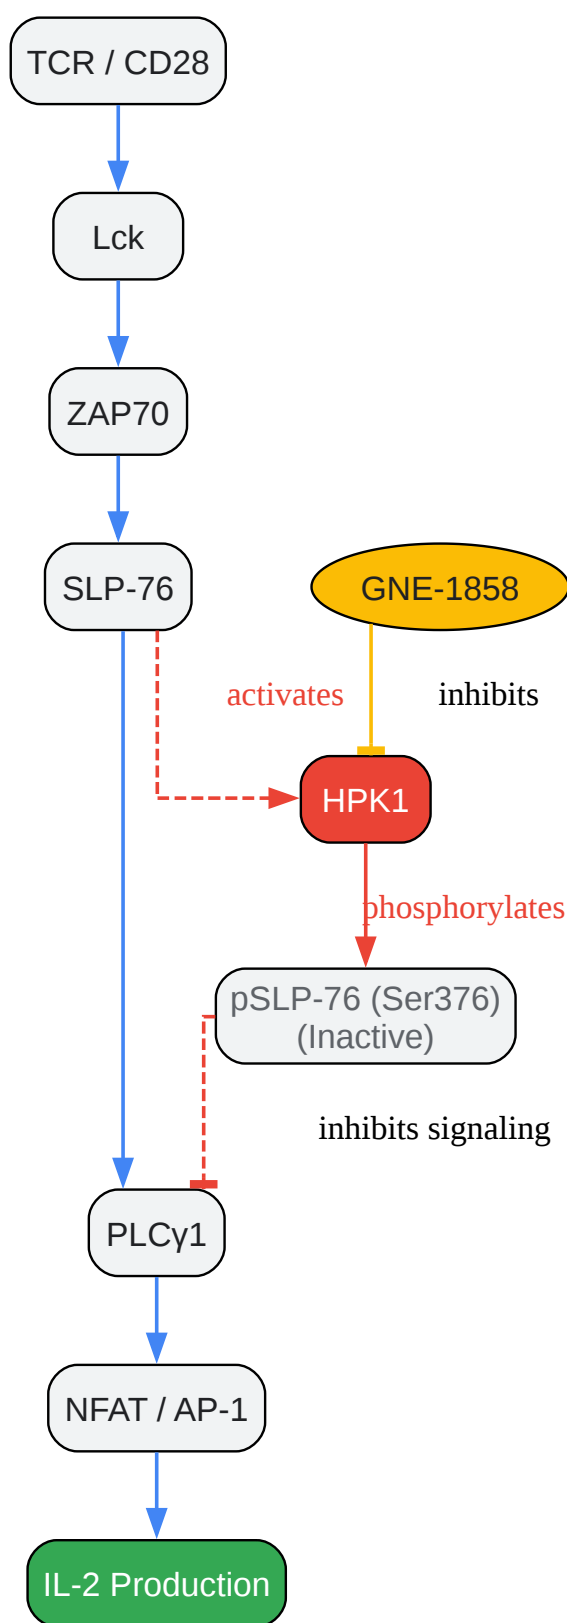 TCR / CD28
Lck
ZAP70
SLP-76
GNE-1858
activates
inhibits
HPK1
phosphorylates
pSLP-76 (Ser376)
(Inactive)
inhibits signaling
PLCγ1
NFAT / AP-1
IL-2 Production